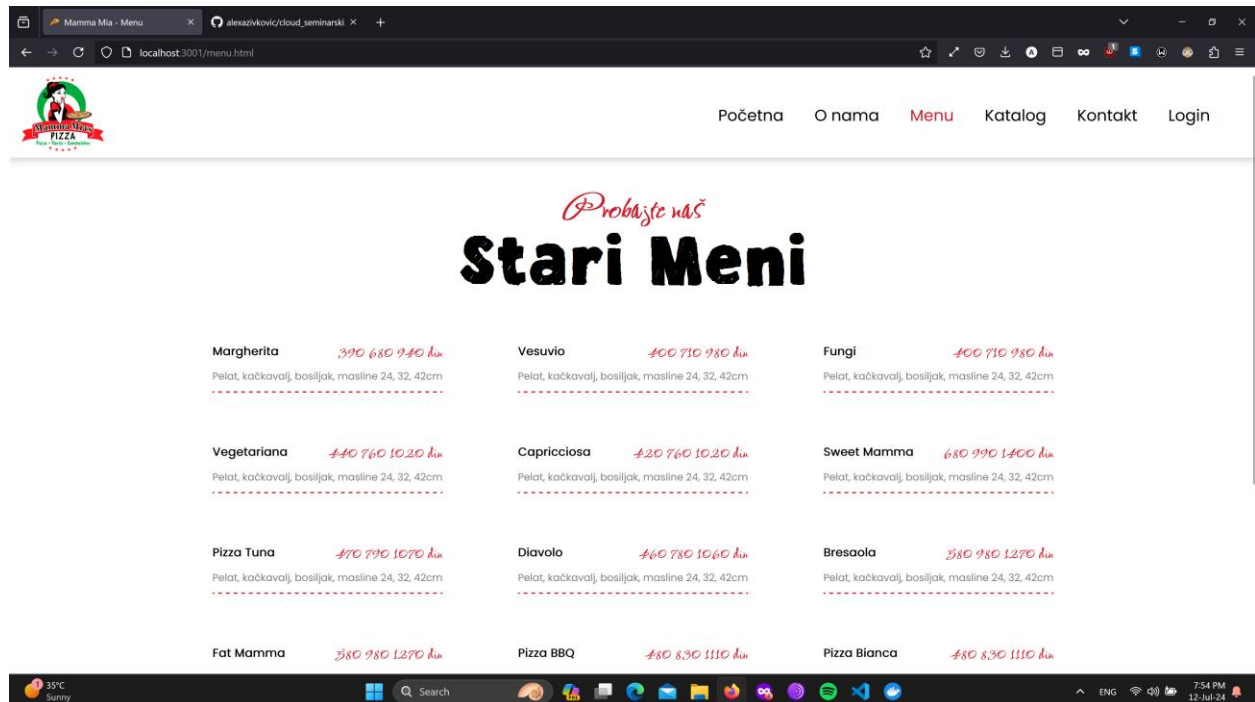 Mamma Mia - Menu
alexazivkovic/cloud_seminarski
localhost:3001/menu.html
Mamma Mia's
PIZZA
Početna O nama Menu Katalog Kontakt Login
Probajte naš
Stari Meni
Margherita 390 680 940 din
Pelat, kačkavalj, bosiljak, masline 24, 32, 42cm
Vesuvio 400 710 980 din
Pelat, kačkavalj, bosiljak, masline 24, 32, 42cm
Fungi 400 710 980 din
Pelat, kačkavalj, bosiljak, masline 24, 32, 42cm
Vegetariana 440 760 1020 din
Pelat, kačkavalj, bosiljak, masline 24, 32, 42cm
Capricciosa 420 760 1020 din
Pelat, kačkavalj, bosiljak, masline 24, 32, 42cm
Sweet Mamma 680 990 1400 din
Pelat, kačkavalj, bosiljak, masline 24, 32, 42cm
Pizza Tuna 470 790 1070 din
Pelat, kačkavalj, bosiljak, masline 24, 32, 42cm
Diavolo 460 780 1060 din
Pelat, kačkavalj, bosiljak, masline 24, 32, 42cm
Bresaola 580 980 1270 din
Pelat, kačkavalj, bosiljak, masline 24, 32, 42cm
Fat Mamma 580 980 1270 din
Pizza BBQ 480 830 1110 din
Pizza Bianca 480 830 1110 din
1
35°C
Sunny
Search
ENG
7:54 PM
12-Jul-24